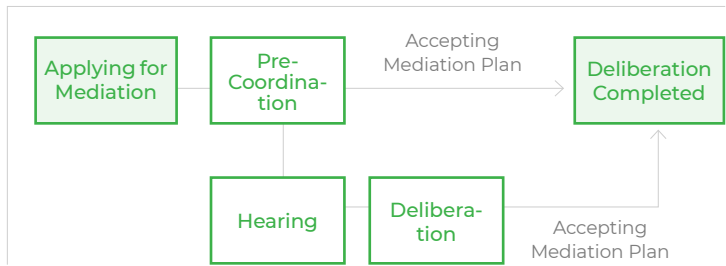 Applying for
Mediation
Pre-
Coordina-
tion
Accepting
Mediation Plan
Deliberation
Completed
Hearing
Delibera-
tion
Accepting
Mediation Plan